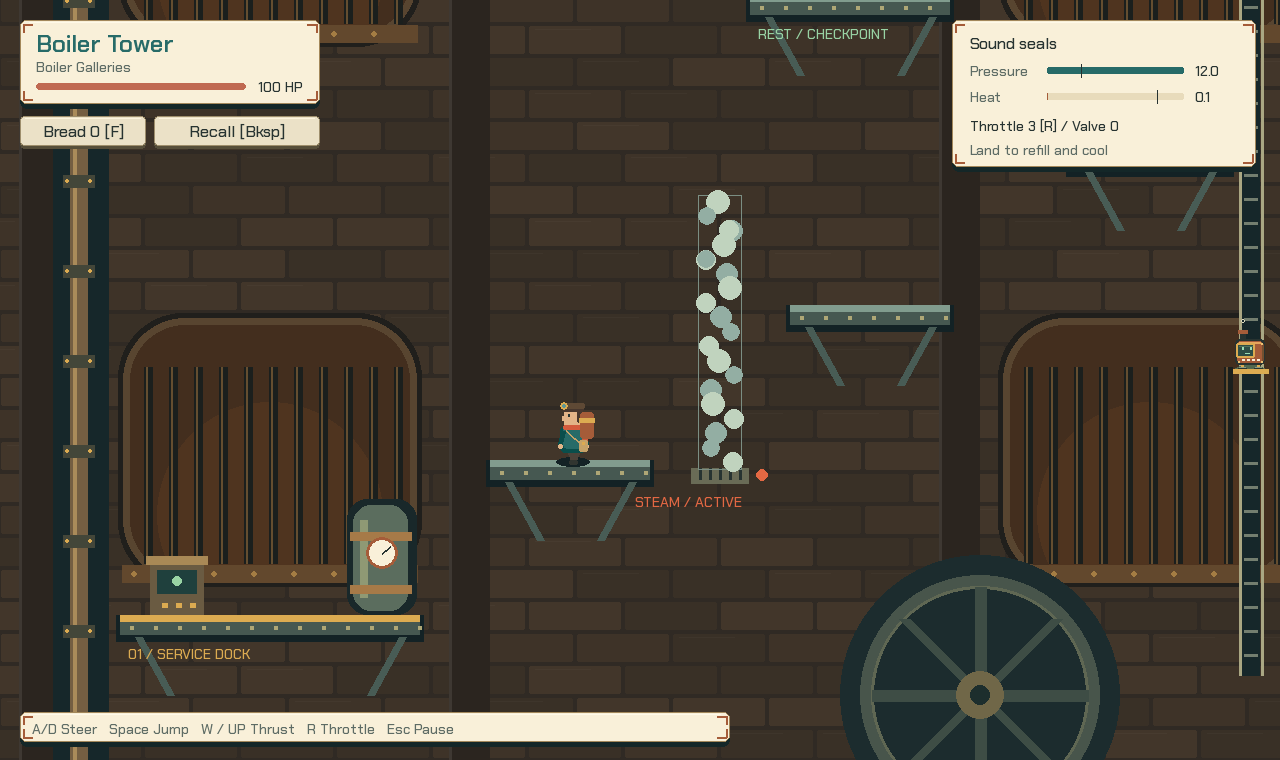 Boiler Tower
Boiler Galleries
100 HP
Bread 0 [F]
Recall [Bksp]
REST / CHECKPOINT
Sound seals
Pressure 12.0
Heat 0.1
Throttle 3 [R] / Valve 0
Land to refill and cool
STEAM / ACTIVE
01 / SERVICE DOCK
A/D Steer Space Jump W / UP Thrust R Throttle Esc Pause